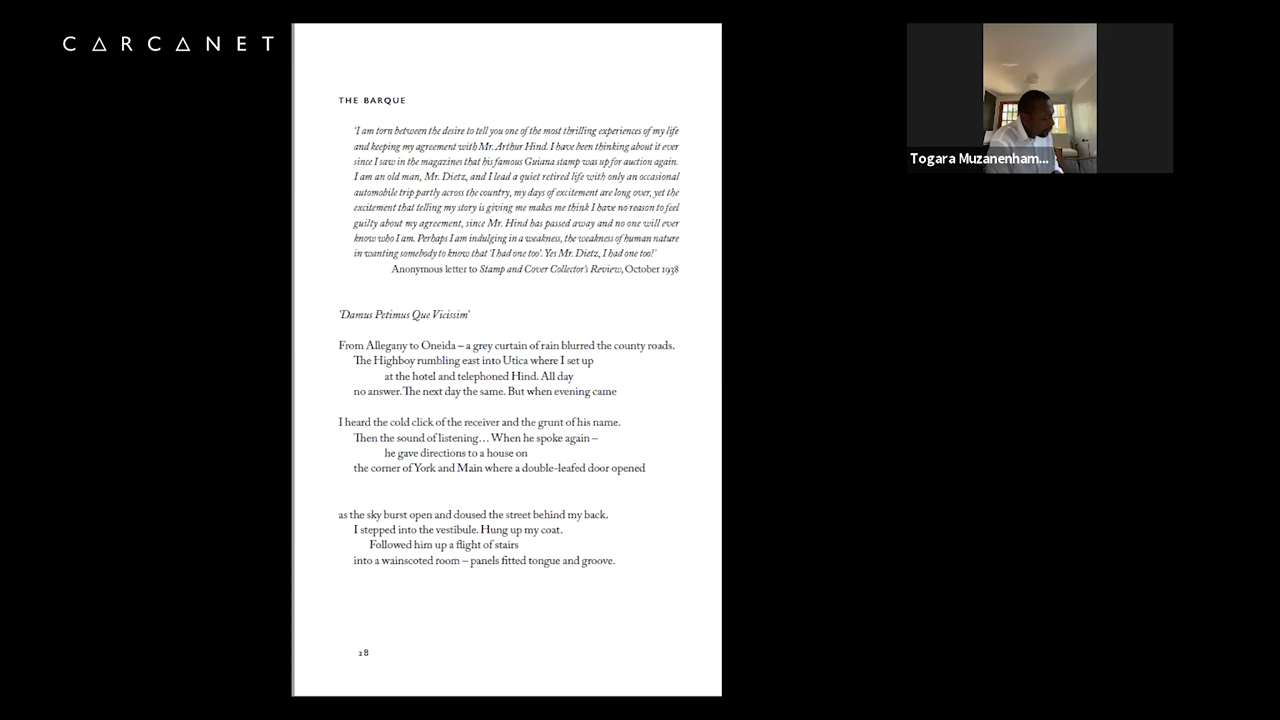 CARCANET
THE BARQUE
'I am torn between the desire to tell you one of the most thrilling experiences of my life
and keeping my agreement with Mr. Arthur Hind. I have been thinking about it ever
since I saw in the magazines that his famous Guiana stamp was up for auction again.
I am an old man, Mr. Dietz, and I lead a quiet retired life with only an occasional
automobile trip partly across the country, my days of excitement are long over, yet the
excitement that telling my story is giving me makes me think I have no reason to feel
guilty about my agreement, since Mr. Hind has passed away and no one will ever
know who I am. Perhaps I am indulging in a weakness, the weakness of human nature
in wanting somebody to know that 'I had one too'. Yes Mr. Dietz, I had one too!'
Anonymous letter to Stamp and Cover Collector's Review, October 1938
'Damus Petimus Que Vicissim'
From Allegany to Oneida – a grey curtain of rain blurred the county roads.
The Highboy rumbling east into Utica where I set up
at the hotel and telephoned Hind. All day
no answer. The next day the same. But when evening came
I heard the cold click of the receiver and the grunt of his name.
Then the sound of listening… When he spoke again –
he gave directions to a house on
the corner of York and Main where a double-leafed door opened
as the sky burst open and doused the street behind my back.
I stepped into the vestibule. Hung up my coat.
Followed him up a flight of stairs
into a wainscoted room – panels fitted tongue and groove.
28
Togara Muzanenham...